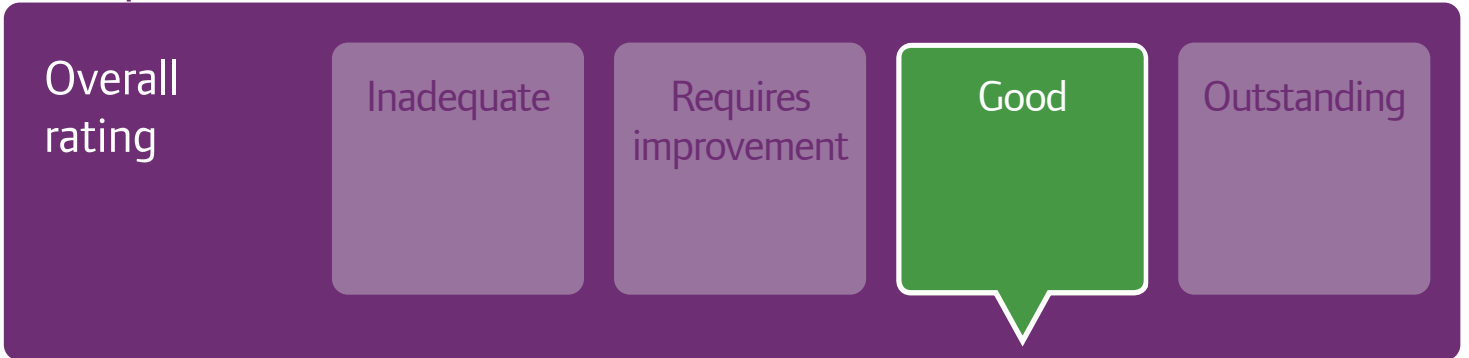 Overall
rating
Inadequate
Requires
improvement
Good
Outstanding